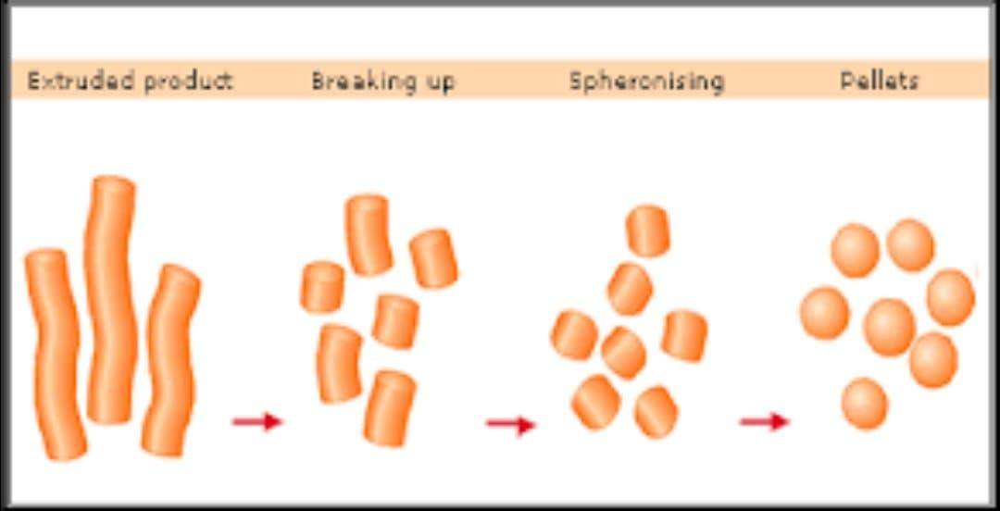 Extruded product
Breaking up
Spheronising
Pellets